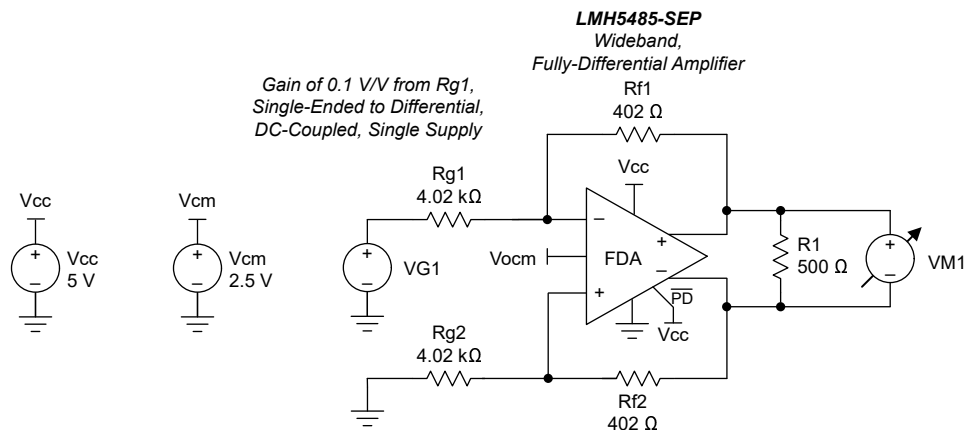 LMH5485-SEP
Wideband,
Fully-Differential Amplifier
Gain of 0.1 V/V from Rg1,
Single-Ended to Differential,
DC-Coupled, Single Supply
Rf1
402 Ω
Vcc
Rg1
4.02 kΩ
Vcc
Vcm
Vcc
5 V
Vcm
2.5 V
VG1
Vocm
FDA
R1
500 Ω
VM1
PD
Vcc
Rg2
4.02 kΩ
Rf2
402 Ω